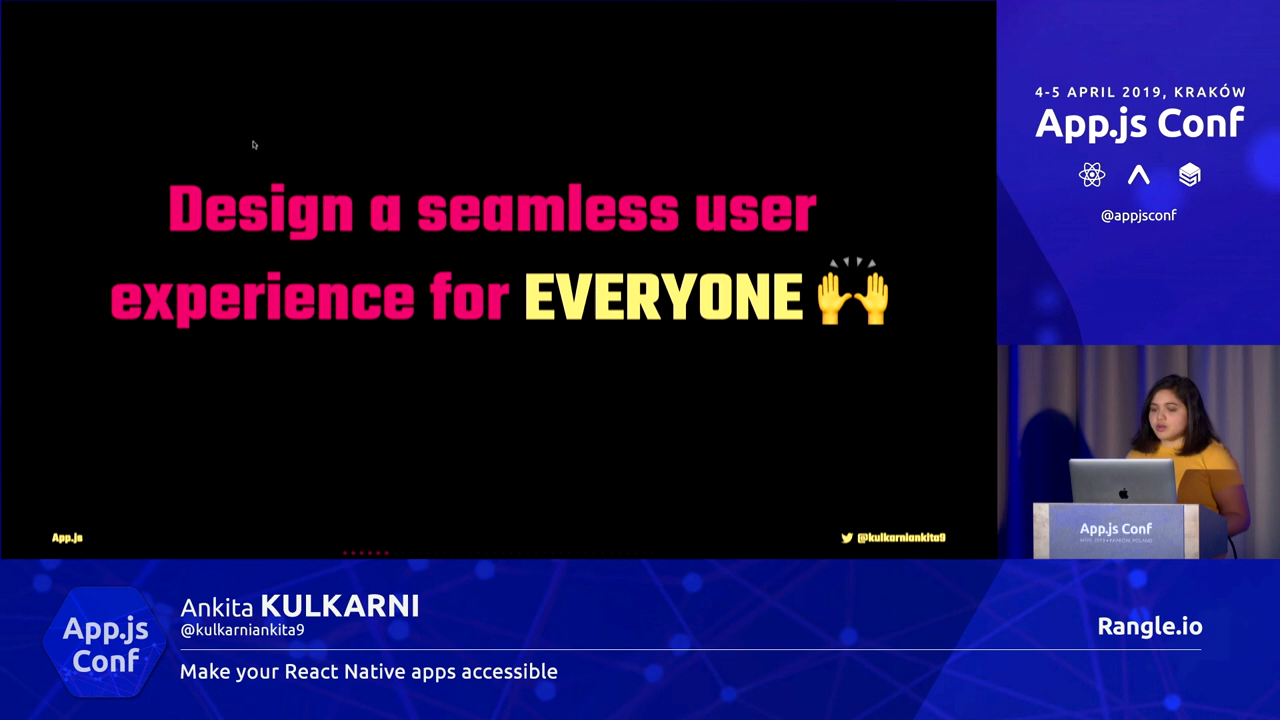 Design a seamless user
experience for EVERYONE 🙌
App.js
@kulkarniankita9
4-5 APRIL 2019, KRAKÓW
App.js Conf
@appjsconf
App.js Conf
App.js
Conf
Ankita KULKARNI
@kulkarniankita9
Make your React Native apps accessible
Rangle.io